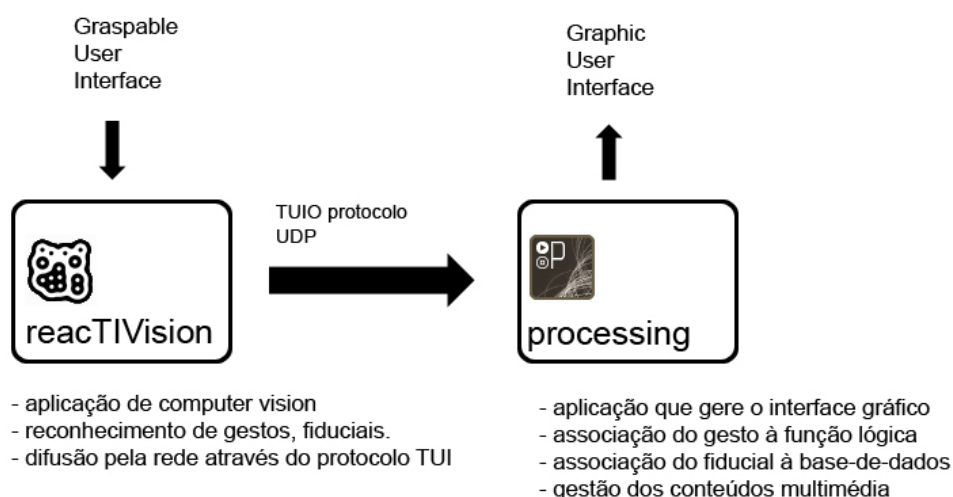 Graspable
User
Interface
Graphic
User
Interface
TUIO protocolo
UDP
reacTIVision
processing
- aplicação de computer vision
- reconhecimento de gestos, fiduciais.
- difusão pela rede através do protocolo TUI
- aplicação que gere o interface gráfico
- associação do gesto à função lógica
- associação do fiducial à base-de-dados
- gestão dos conteúdos multimédia